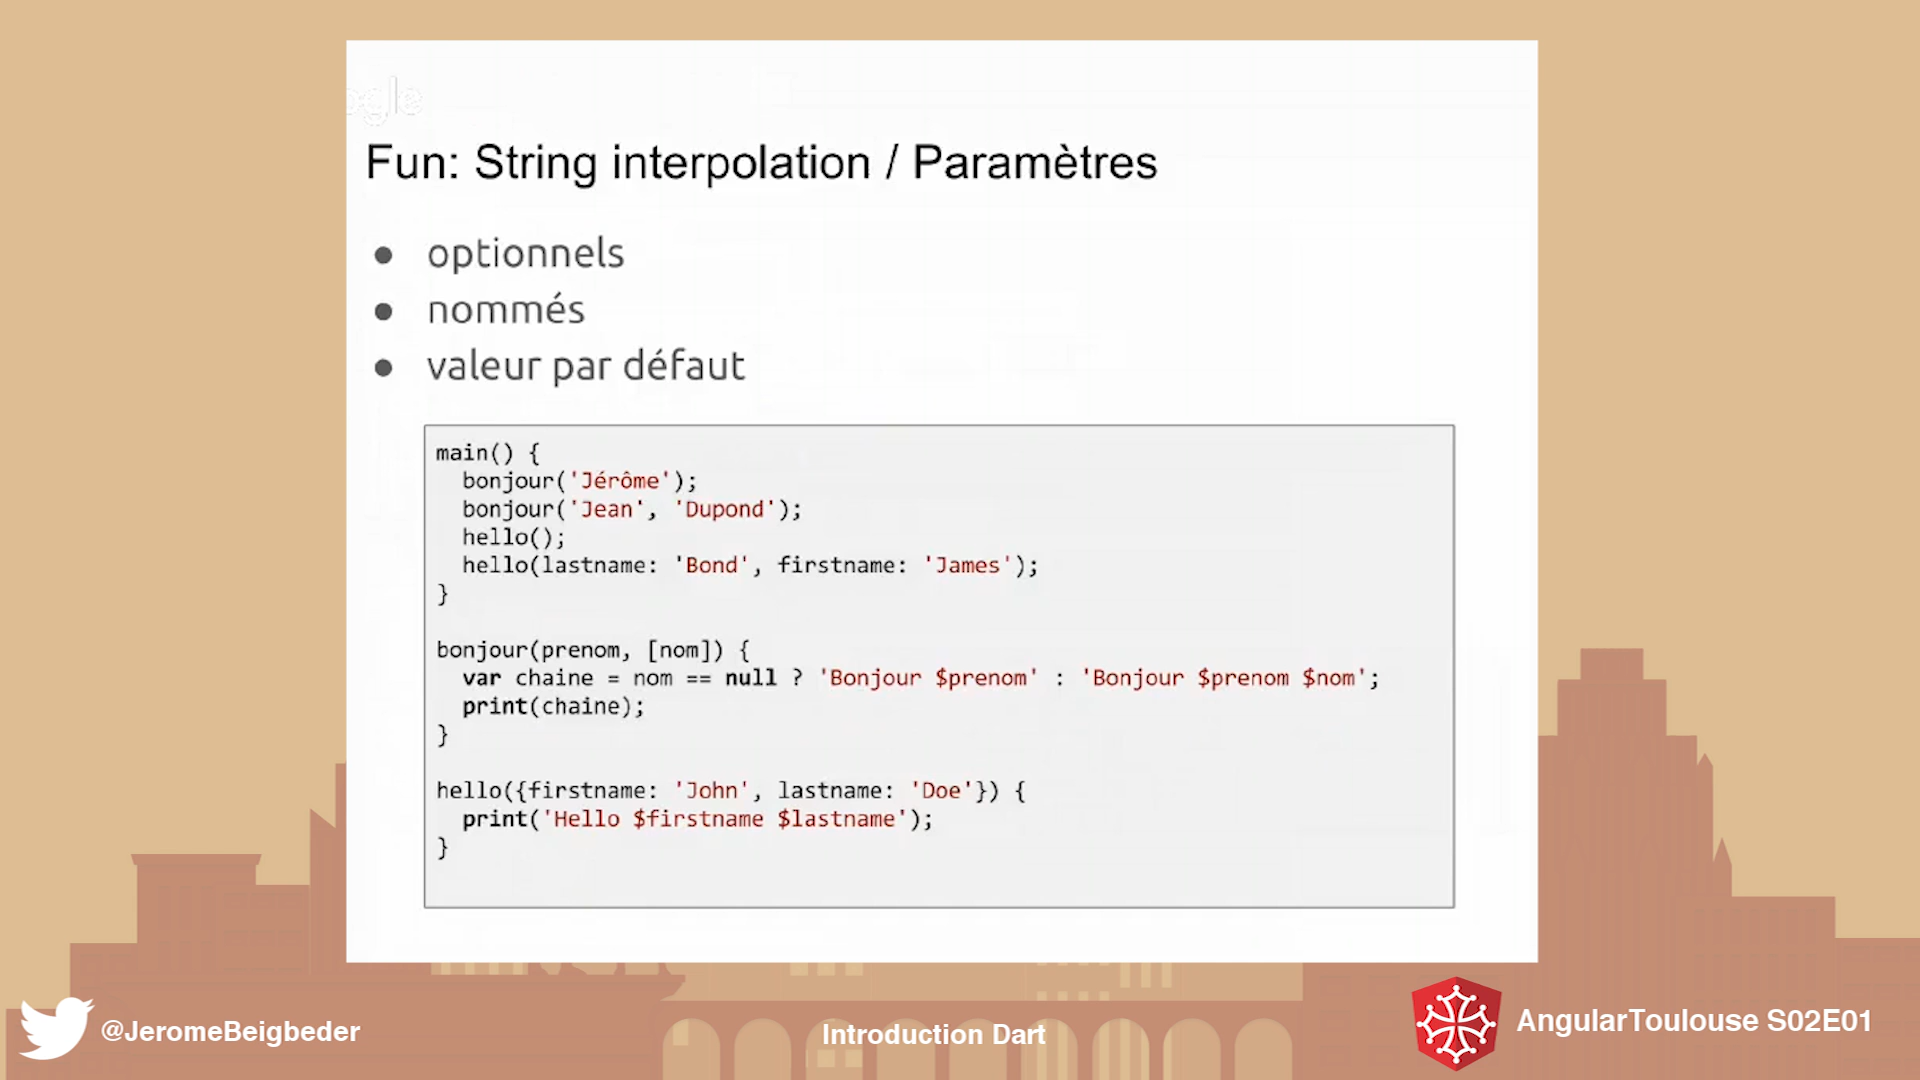 Fun: String interpolation / Paramètres
● optionnels
● nommés
● valeur par défaut
main() {
  bonjour('Jérôme');
  bonjour('Jean', 'Dupond');
  hello();
  hello(lastname: 'Bond', firstname: 'James');
}
bonjour(prenom, [nom]) {
  var chaine = nom == null ? 'Bonjour $prenom' : 'Bonjour $prenom $nom';
  print(chaine);
}
hello({firstname: 'John', lastname: 'Doe'}) {
  print('Hello $firstname $lastname');
}
@JeromeBeigbeder
Introduction Dart
AngularToulouse S02E01